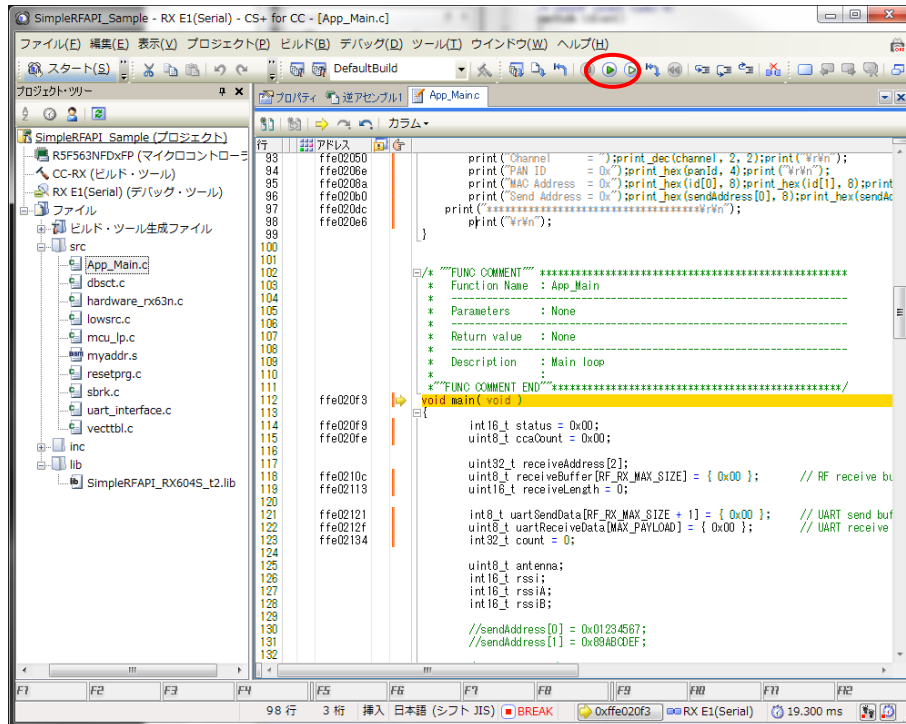 SimpleRFAPI_Sample - RX E1(Serial) - CS+ for CC - [App_Main.c]
ファイル(F) 編集(E) 表示(V) プロジェクト(P) ビルド(B) デバッグ(D) ツール(T) ウインドウ(W) ヘルプ(H)
スタート(S) DefaultBuild
プロジェクト・ツリー
プロパティ 逆アセンブル1 App_Main.c
カラム
SimpleRFAPI_Sample (プロジェクト)
R5F563NFDxFP (マイクロコントローラ
CC-RX (ビルド・ツール)
RX E1(Serial) (デバッグ・ツール)
ファイル
ビルド・ツール生成ファイル
src
App_Main.c
dbsct.c
hardware_rx63n.c
lowsrc.c
mcu_lp.c
myaddr.s
resetprg.c
sbrk.c
uart_interface.c
vecttbl.c
inc
lib
SimpleRFAPI_RX604S_t2.lib
行 アドレス
93 ffe02050 print("Channel = ");print_dec(channel, 2, 2);print("¥r¥n");
94 ffe0206e print("PAN ID = 0x");print_hex(panId, 4);print("¥r¥n");
95 ffe0208a print("MAC Address = 0x");print_hex(id[0], 8);print_hex(id[1], 8);print
96 ffe020b0 print("Send Address = 0x");print_hex(sendAddress[0], 8);print_hex(sendAd
97 ffe020dc print("************************************¥r¥n");
98 ffe020e6 print("¥r¥n");
99 }
100
101
102 /* ""FUNC COMMENT"" ****************************************************
103 * Function Name : App_Main
104 * -------------------------------------------------------------------
105 * Parameters : None
106 * -------------------------------------------------------------------
107 * Return value : None
108 * -------------------------------------------------------------------
109 * Description : Main loop
110 * :
111 *""FUNC COMMENT END""*************************************************/
112 ffe020f3 void main( void )
113 {
114 ffe020f9 int16_t status = 0x00;
115 ffe020fe uint8_t ccaCount = 0x00;
116
117 uint32_t receiveAddress[2];
118 ffe0210c uint8_t receiveBuffer[RF_RX_MAX_SIZE] = { 0x00 }; // RF receive bu
119 ffe02113 uint16_t receiveLength = 0;
120
121 ffe02121 int8_t uartSendData[RF_RX_MAX_SIZE + 1] = { 0x00 }; // UART send buf
122 ffe0212f uint8_t uartReceiveData[MAX_PAYLOAD] = { 0x00 }; // UART receive
123 ffe02134 int32_t count = 0;
124
125 uint8_t antenna;
126 int16_t rssi;
127 int16_t rssiA;
128 int16_t rssiB;
129
130 //sendAddress[0] = 0x01234567;
131 //sendAddress[1] = 0x89ABCDEF;
132
F1 F2 F3 F4 F5 F6 F7 F8 F9 F10 F11 F12
98 行 3 桁 挿入 日本語 (シフト JIS) BREAK 0xffe020f3 RX E1(Serial) 19.300 ms